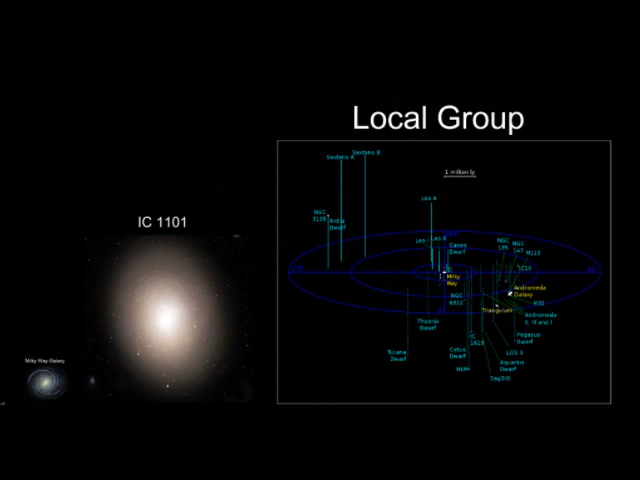 Local Group
IC 1101
Milky Way Galaxy
Sextans B
Sextans A
1 million ly
Leo A
NGC
3109
Antlia
Dwarf
Leo I
Leo B
Canes
Dwarf
NGC
185
NGC
147
M110
IC10
Milky
Way
Andromeda
Galaxy
M32
NGC
6822
Triangulum
Andromeda
I, II and I
Phoenix
Dwarf
Pegasus
Dwarf
IC
1613
Tucana
Dwarf
Cetus
Dwarf
LGS 3
Aquarius
Dwarf
WLM
SagDIG